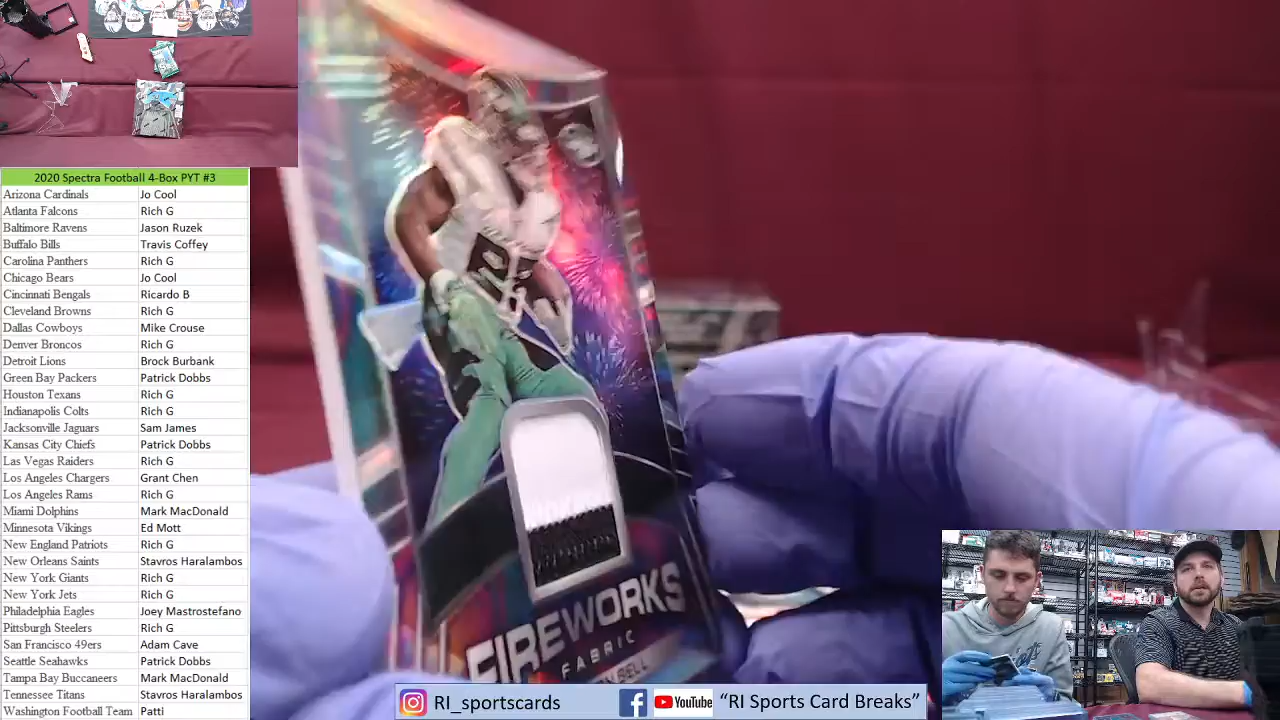 2020 Spectra Football 4-Box PYT #3
Arizona Cardinals Jo Cool
Atlanta Falcons Rich G
Baltimore Ravens Jason Ruzek
Buffalo Bills Travis Coffey
Carolina Panthers Rich G
Chicago Bears Jo Cool
Cincinnati Bengals Ricardo B
Cleveland Browns Rich G
Dallas Cowboys Mike Crouse
Denver Broncos Rich G
Detroit Lions Brock Burbank
Green Bay Packers Patrick Dobbs
Houston Texans Rich G
Indianapolis Colts Rich G
Jacksonville Jaguars Sam James
Kansas City Chiefs Patrick Dobbs
Las Vegas Raiders Rich G
Los Angeles Chargers Grant Chen
Los Angeles Rams Rich G
Miami Dolphins Mark MacDonald
Minnesota Vikings Ed Mott
New England Patriots Rich G
New Orleans Saints Stavros Haralambos
New York Giants Rich G
New York Jets Rich G
Philadelphia Eagles Joey Mastrostefano
Pittsburgh Steelers Rich G
San Francisco 49ers Adam Cave
Seattle Seahawks Patrick Dobbs
Tampa Bay Buccaneers Mark MacDonald
Tennessee Titans Stavros Haralambos
Washington Football Team Patti
FIREWORKS
FABRIC
BELL
RI_sportscards YouTube "RI Sports Card Breaks"